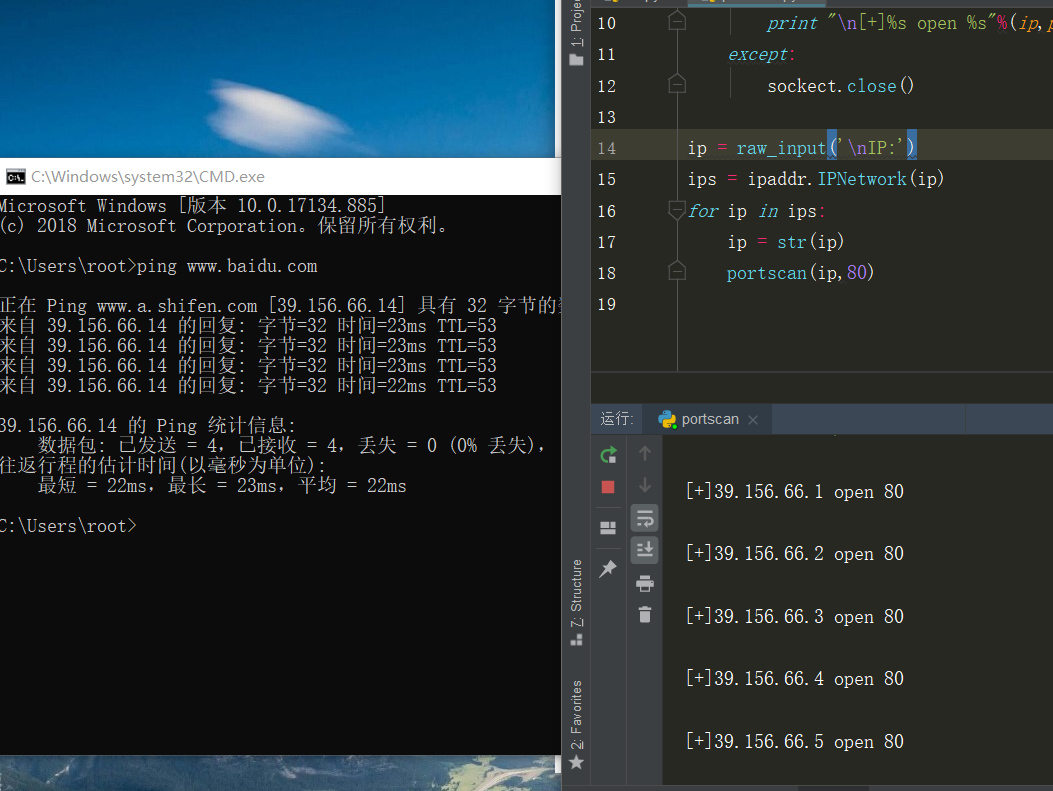 C:\Windows\system32\CMD.exe
Microsoft Windows [版本 10.0.17134.885]
(c) 2018 Microsoft Corporation。保留所有权利。
C:\Users\root>ping www.baidu.com
正在 Ping www.a.shifen.com [39.156.66.14] 具有 32 字节的
来自 39.156.66.14 的回复: 字节=32 时间=23ms TTL=53
来自 39.156.66.14 的回复: 字节=32 时间=23ms TTL=53
来自 39.156.66.14 的回复: 字节=32 时间=23ms TTL=53
来自 39.156.66.14 的回复: 字节=32 时间=22ms TTL=53
39.156.66.14 的 Ping 统计信息:
数据包: 已发送 = 4，已接收 = 4，丢失 = 0 (0% 丢失)，
往返行程的估计时间(以毫秒为单位):
最短 = 22ms，最长 = 23ms，平均 = 22ms
C:\Users\root>
1: Project
7: Structure
2: Favorites
10 print "\n[+]%s open %s"%(ip,
11 except:
12 sockect.close()
13
14 ip = raw_input('\nIP:')
15 ips = ipaddr.IPNetwork(ip)
16 for ip in ips:
17 ip = str(ip)
18 portscan(ip,80)
19
运行: portscan
[+]39.156.66.1 open 80
[+]39.156.66.2 open 80
[+]39.156.66.3 open 80
[+]39.156.66.4 open 80
[+]39.156.66.5 open 80